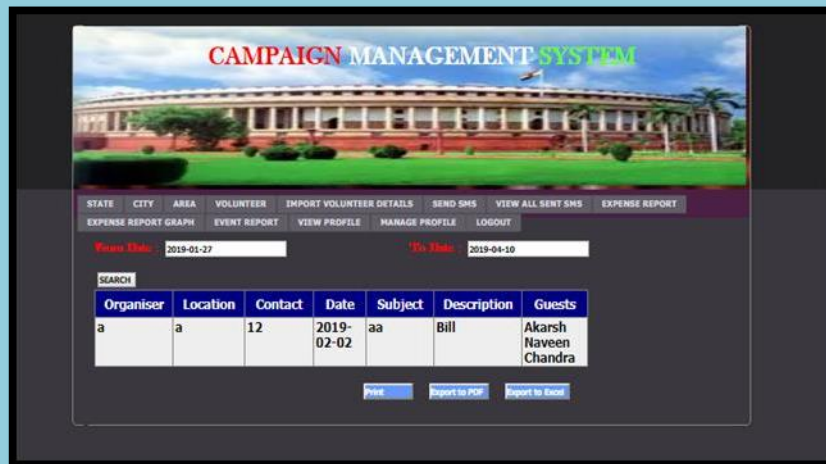 CAMPAIGN MANAGEMENT SYSTEM
STATE CITY AREA VOLUNTEER IMPORT VOLUNTEER DETAILS SEND SMS VIEW ALL SENT SMS EXPENSE REPORT
EXPENSE REPORT GRAPH EVENT REPORT VIEW PROFILE MANAGE PROFILE LOGOUT
From Date : 2019-01-27 To Date : 2019-04-10
SEARCH
Organiser Location Contact Date Subject Description Guests
a a 12 2019- aa Bill Akarsh
02-02 Naveen
Chandra
Print Export to PDF Export to Excel